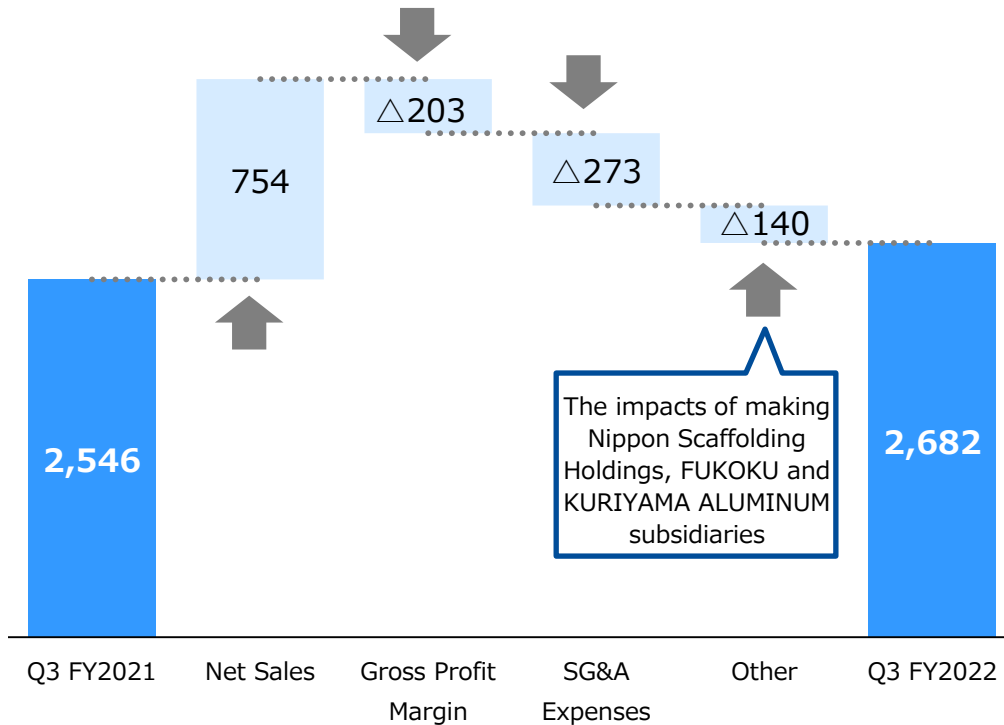 △203
754
△273
△140
The impacts of making
Nippon Scaffolding
Holdings, FUKOKU and
KURIYAMA ALUMINUM
subsidiaries
2,546
2,682
Q3 FY2021
Net Sales
Gross Profit
Margin
SG&A
Expenses
Other
Q3 FY2022